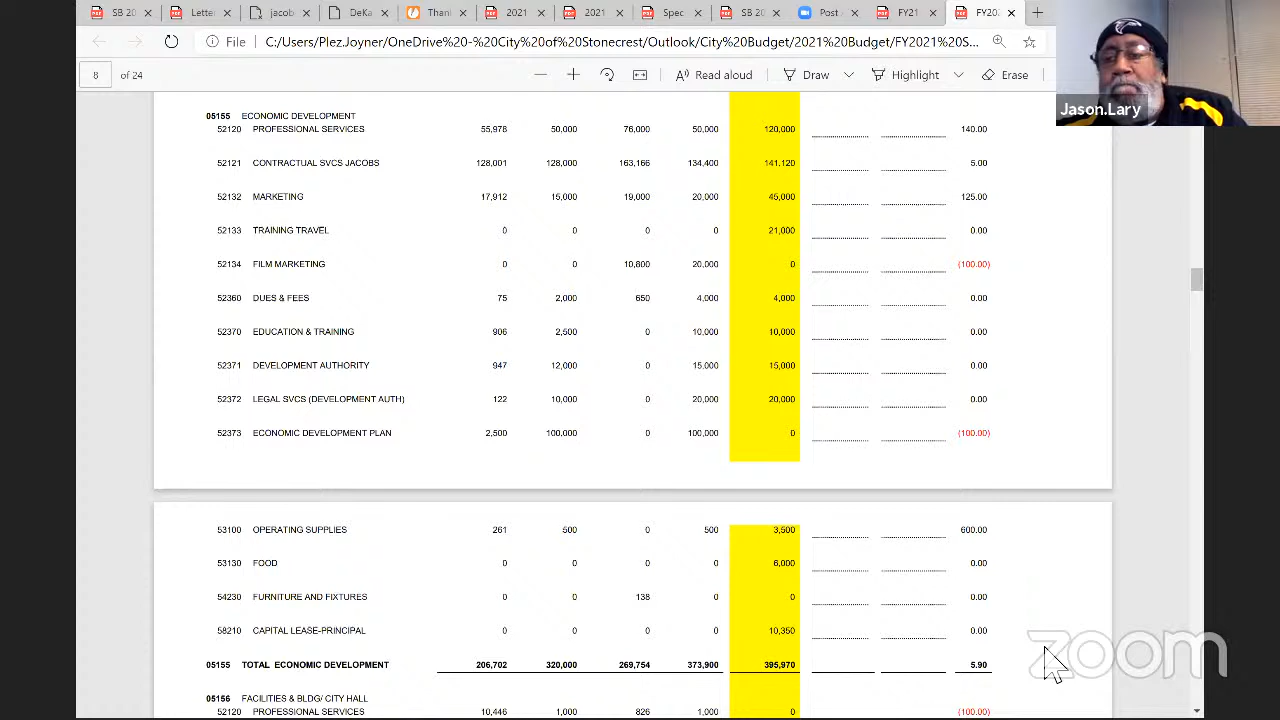 SB 20
Letter
jacob
Thani
202
SB 20
Post
FY21
FY20
File C:/Users/Plez.Joyner/OneDrive%20-%20City%20of%20Stonecrest/Outlook/City%20Budget/2021%20Budget/FY2021%20S...
8 of 24 Read aloud Draw Highlight Erase
Jason.Lary
05155 ECONOMIC DEVELOPMENT
52120 PROFESSIONAL SERVICES 76,000 50,000 120,000 140.00
52121 CONTRACTUAL SVCS JACOBS 128,001 128,000 163,166 134,400 141,120 5.00
52132 MARKETING 17,912 15,000 19,000 20,000 45,000 125.00
52133 TRAINING TRAVEL 0 0 0 0 21,000 0.00
52134 FILM MARKETING 0 0 10,800 20,000 0 (100.00)
52360 DUES & FEES 75 2,000 650 4,000 4,000 0.00
52370 EDUCATION & TRAINING 906 2,500 0 10,000 10,000 0.00
52371 DEVELOPMENT AUTHORITY 947 12,000 0 15,000 15,000 0.00
52372 LEGAL SVCS (DEVELOPMENT AUTH) 122 10,000 0 20,000 20,000 0.00
52373 ECONOMIC DEVELOPMENT PLAN 2,500 100,000 0 100,000 0 (100.00)
53100 OPERATING SUPPLIES 261 500 0 500 3,500 600.00
53130 FOOD 0 0 0 0 6,000 0.00
54230 FURNITURE AND FIXTURES 0 0 138 0 0 0.00
58210 CAPITAL LEASE-PRINCIPAL 0 0 0 0 10,350 0.00
05155 TOTAL ECONOMIC DEVELOPMENT 206,702 320,000 269,754 373,900 395,970 5.90
05156 FACILITIES & BLDG/ CITY HALL
52120 PROFESSIONAL SERVICES 10,446 1,000 826 1,000 0 (100.00)
zoom